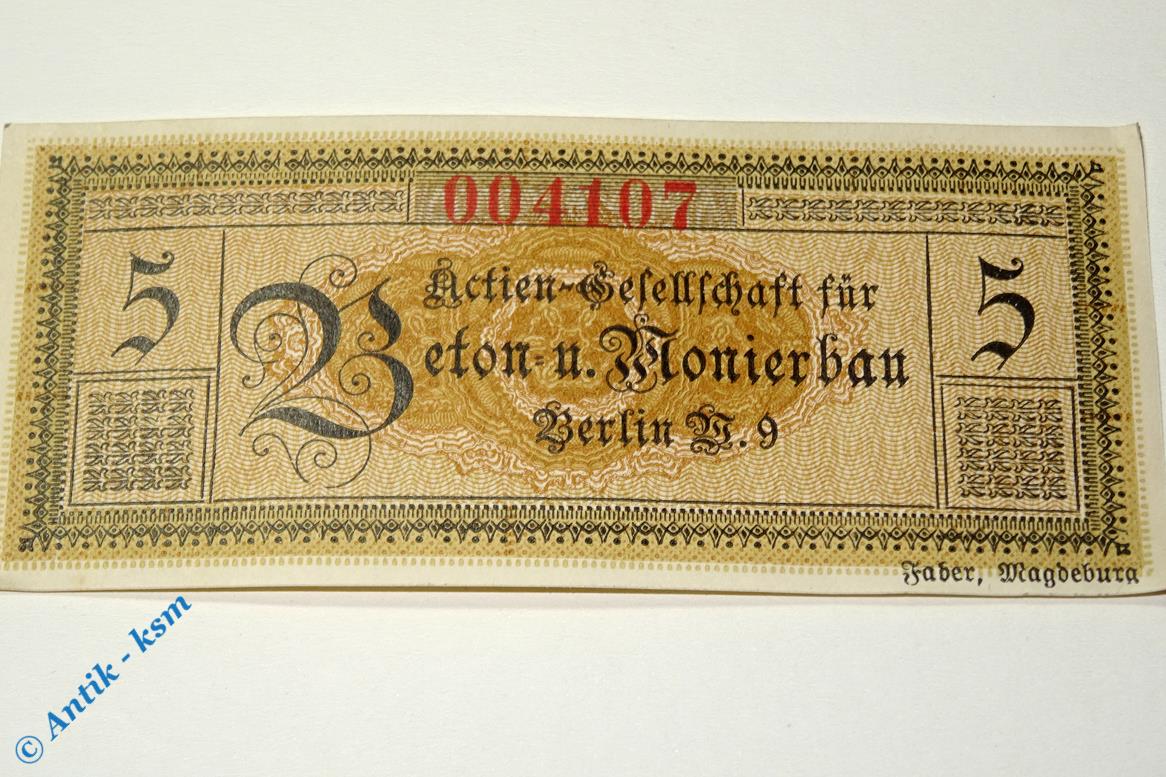 004107
5
Actien-Gesellschaft für
Beton- u. Monierbau
Berlin W. 9
5
Faber, Magdeburg
© Antik - ksm